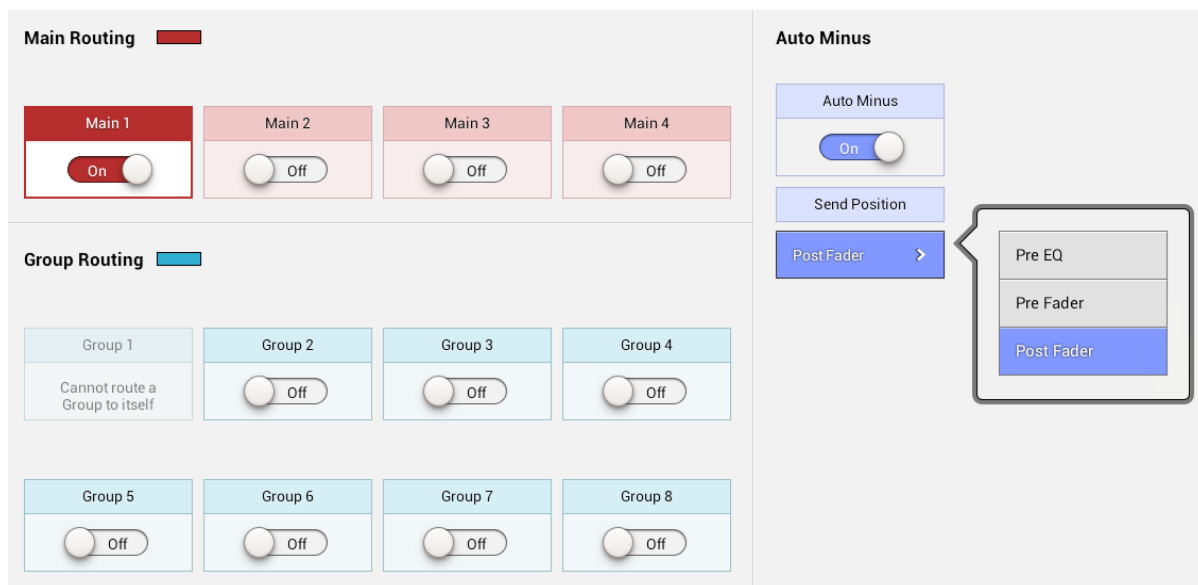 Main Routing
Main 1
Main 2
Main 3
Main 4
On
Off
Off
Off
Group Routing
Group 1
Group 2
Group 3
Group 4
Cannot route a
Group to itself
Off
Off
Off
Group 5
Group 6
Group 7
Group 8
Off
Off
Off
Off
Auto Minus
Auto Minus
On
Send Position
Post Fader
Pre EQ
Pre Fader
Post Fader